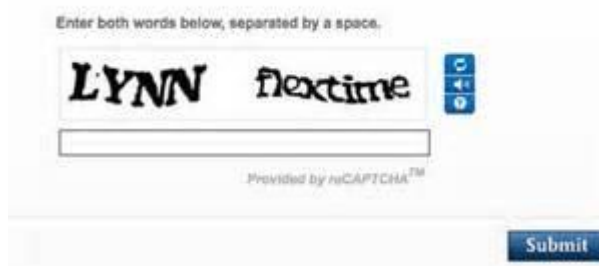 Enter both words below, separated by a space.
LYNN flextime
Provided by reCAPTCHA™
Submit